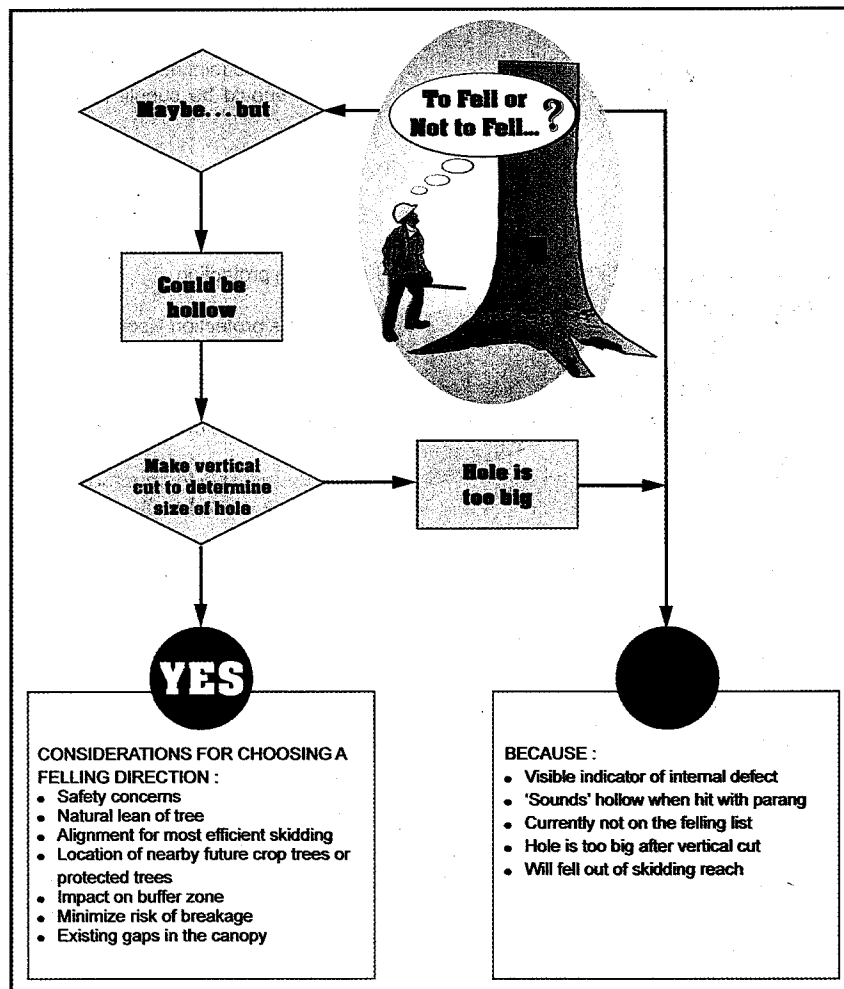 To Fell or
Not to Fell...?
Maybe...but
Could be
hollow
Make vertical
cut to determine
size of hole
Hole is
too big
YES
CONSIDERATIONS FOR CHOOSING A
FELLING DIRECTION :
• Safety concerns
• Natural lean of tree
• Alignment for most efficient skidding
• Location of nearby future crop trees or
protected trees
• Impact on buffer zone
• Minimize risk of breakage
• Existing gaps in the canopy
BECAUSE :
• Visible indicator of internal defect
• 'Sounds' hollow when hit with parang
• Currently not on the felling list
• Hole is too big after vertical cut
• Will fell out of skidding reach